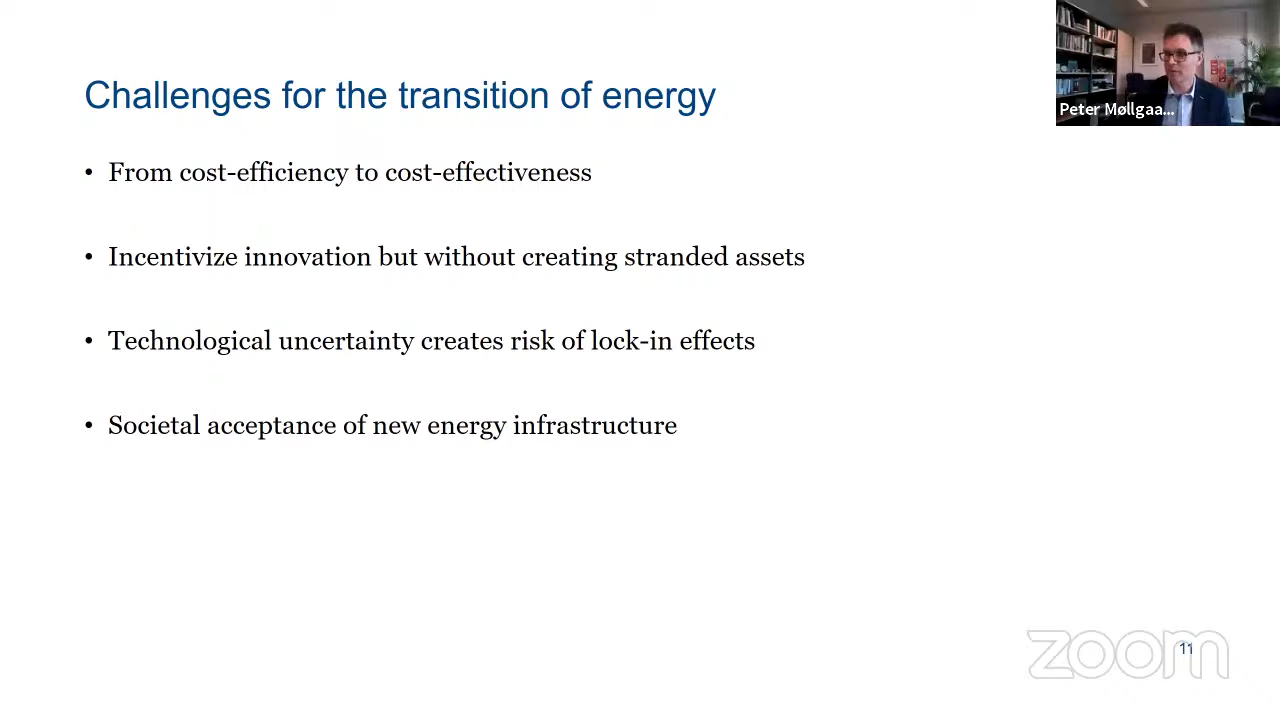 Peter Møllgaa...
Challenges for the transition of energy
• From cost-efficiency to cost-effectiveness
• Incentivize innovation but without creating stranded assets
• Technological uncertainty creates risk of lock-in effects
• Societal acceptance of new energy infrastructure
zoom
11